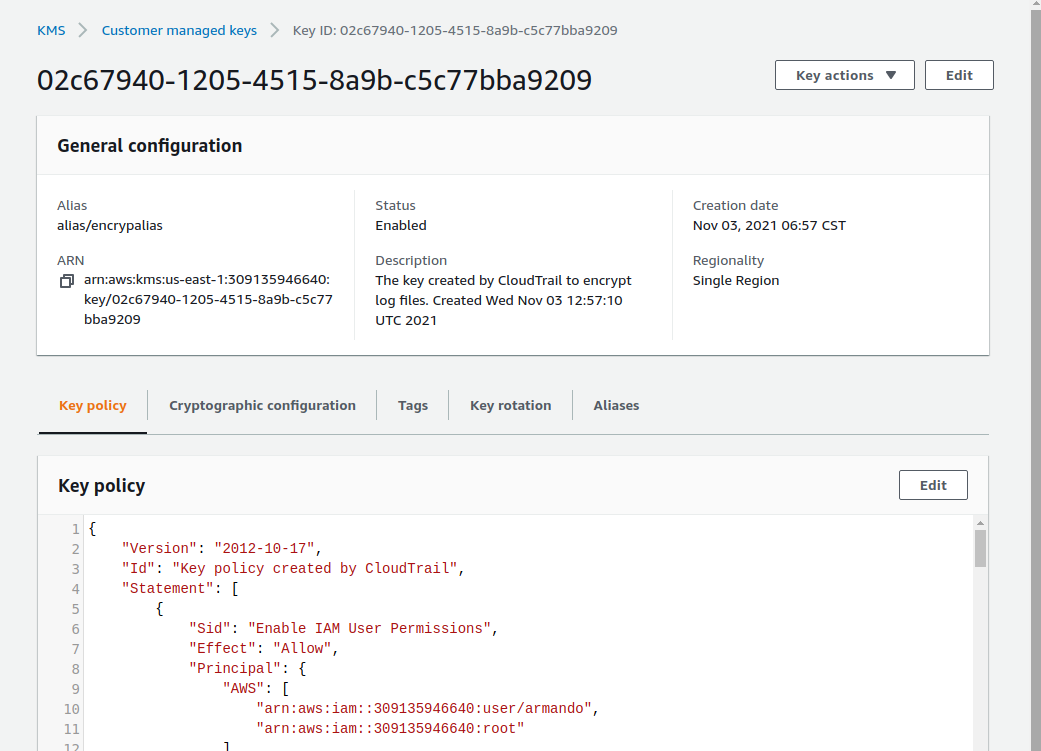 KMS > Customer managed keys > Key ID: 02c67940-1205-4515-8a9b-c5c77bba9209
02c67940-1205-4515-8a9b-c5c77bba9209
Key actions ▼
Edit
General configuration
Alias
alias/encrypalias
ARN
arn:aws:kms:us-east-1:309135946640:
key/02c67940-1205-4515-8a9b-c5c77
bba9209
Status
Enabled
Description
The key created by CloudTrail to encrypt
log files. Created Wed Nov 03 12:57:10
UTC 2021
Creation date
Nov 03, 2021 06:57 CST
Regionality
Single Region
Key policy
Cryptographic configuration
Tags
Key rotation
Aliases
Key policy
Edit
1 {
2     "Version": "2012-10-17",
3     "Id": "Key policy created by CloudTrail",
4     "Statement": [
5         {
6             "Sid": "Enable IAM User Permissions",
7             "Effect": "Allow",
8             "Principal": {
9                 "AWS": [
10                     "arn:aws:iam::309135946640:user/armando",
11                     "arn:aws:iam::309135946640:root"
12                 ]